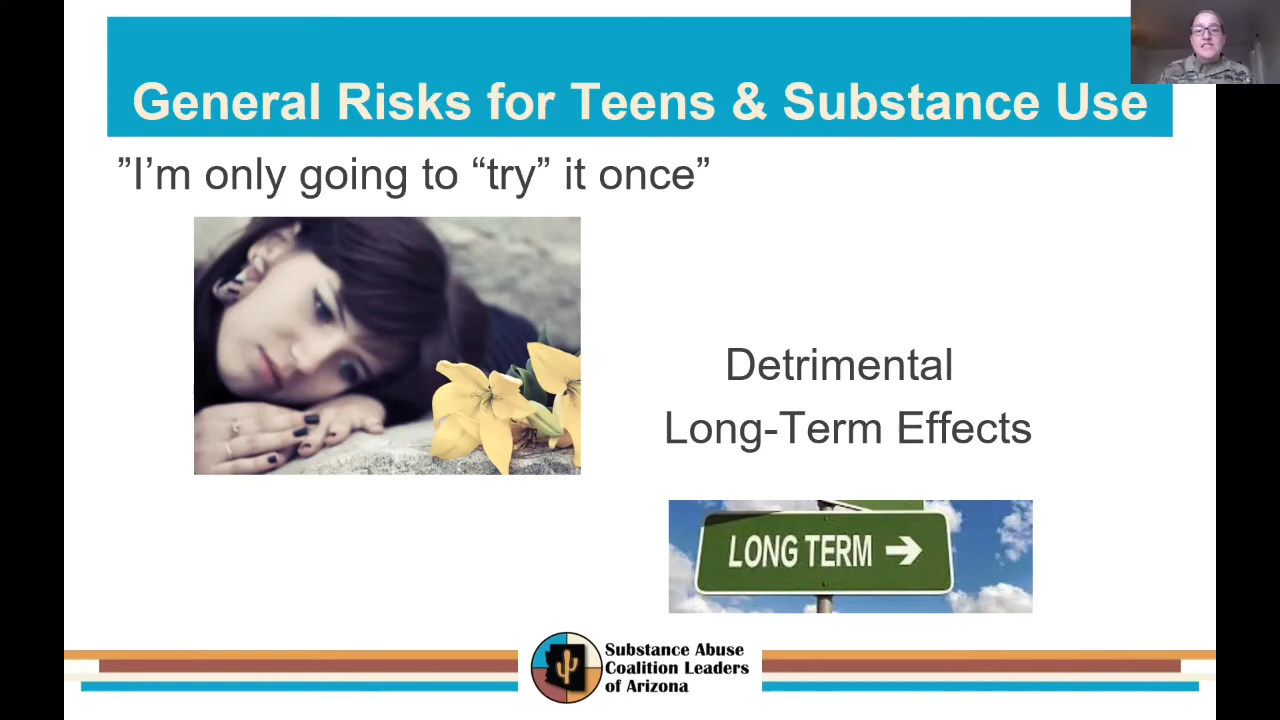 General Risks for Teens & Substance Use
”I’m only going to “try” it once”
Detrimental
Long-Term Effects
LONG TERM
Substance Abuse
Coalition Leaders
of Arizona